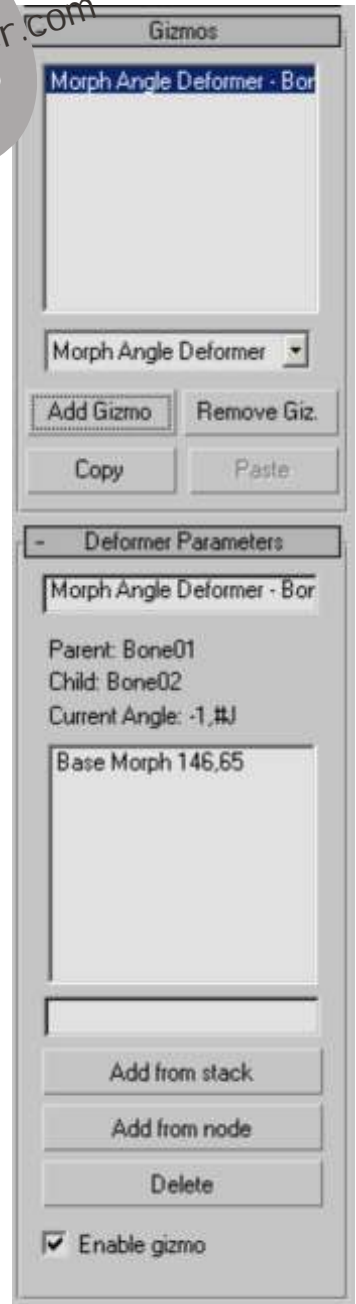 r.com
Gizmos
Morph Angle Deformer - Bor
Morph Angle Deformer
Add Gizmo Remove Giz.
Copy Paste
- Deformer Parameters
Morph Angle Deformer - Bor
Parent: Bone01
Child: Bone02
Current Angle: -1,#J
Base Morph 146,65
Add from stack
Add from node
Delete
Enable gizmo